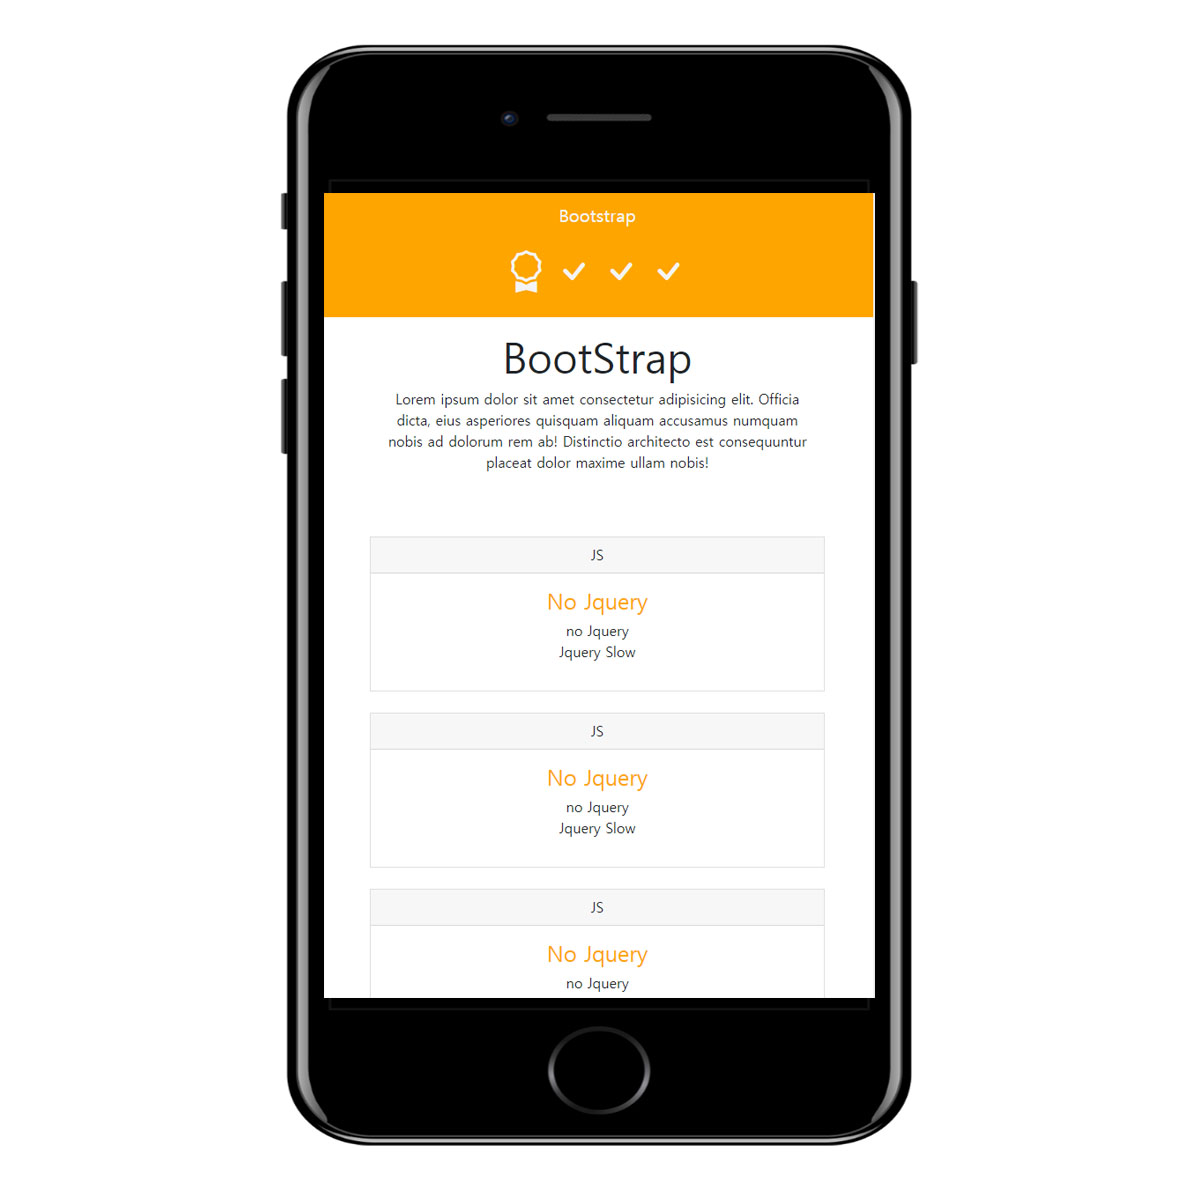 Bootstrap
BootStrap
Lorem ipsum dolor sit amet consectetur adipisicing elit. Officia
dicta, eius asperiores quisquam aliquam accusamus numquam
nobis ad dolorum rem ab! Distinctio architecto est consequuntur
placeat dolor maxime ullam nobis!
JS
No Jquery
no Jquery
Jquery Slow
JS
No Jquery
no Jquery
Jquery Slow
JS
No Jquery
no Jquery